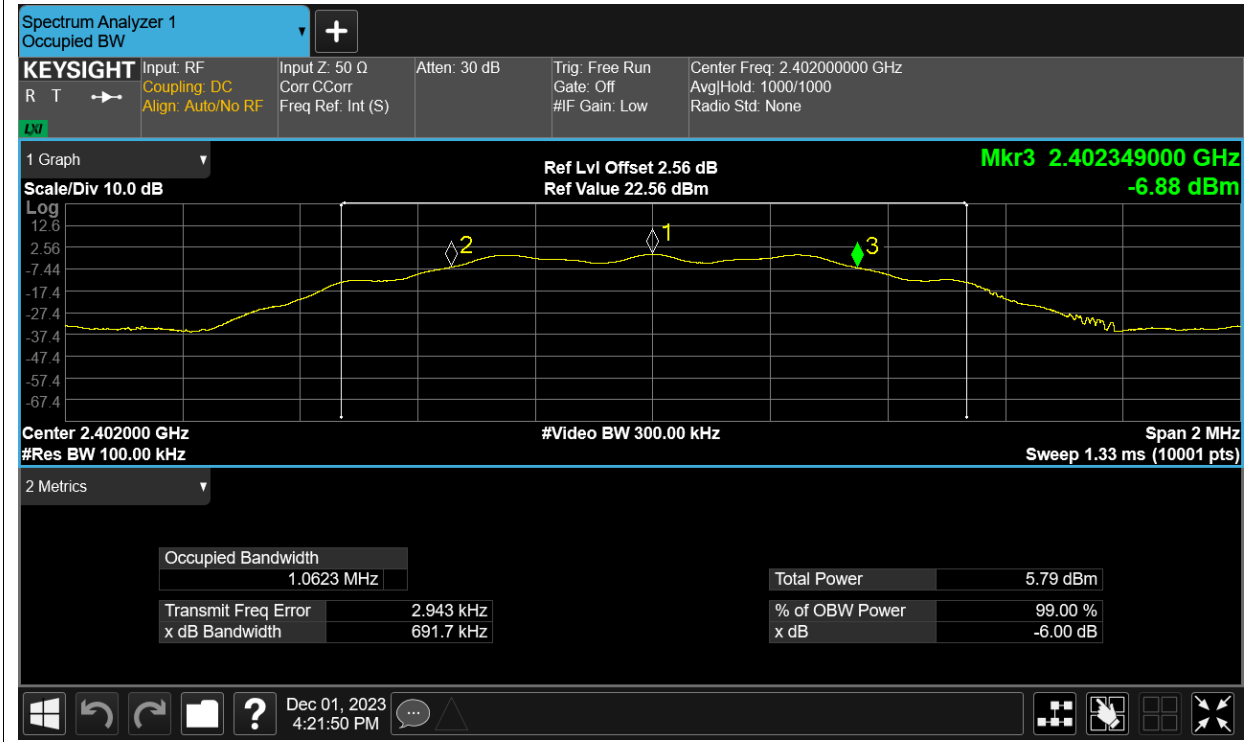 Spectrum Analyzer 1
Occupied BW
KEYSIGHT
R T
LXI
Input: RF
Coupling: DC
Align: Auto/No RF
Input Z: 50 Ω
Corr CCorr
Freq Ref: Int (S)
Atten: 30 dB
Trig: Free Run
Gate: Off
#IF Gain: Low
Center Freq: 2.402000000 GHz
Avg|Hold: 1000/1000
Radio Std: None
1 Graph
Scale/Div 10.0 dB
Ref Lvl Offset 2.56 dB
Ref Value 22.56 dBm
Mkr3 2.402349000 GHz
-6.88 dBm
Log
12.6
2.56
-7.44
-17.4
-27.4
-37.4
-47.4
-57.4
-67.4
2
1
3
Center 2.402000 GHz
#Res BW 100.00 kHz
#Video BW 300.00 kHz
Span 2 MHz
Sweep 1.33 ms (10001 pts)
2 Metrics
Occupied Bandwidth
1.0623 MHz
Transmit Freq Error 2.943 kHz
x dB Bandwidth 691.7 kHz
Total Power 5.79 dBm
% of OBW Power 99.00 %
x dB -6.00 dB
?
Dec 01, 2023
4:21:50 PM